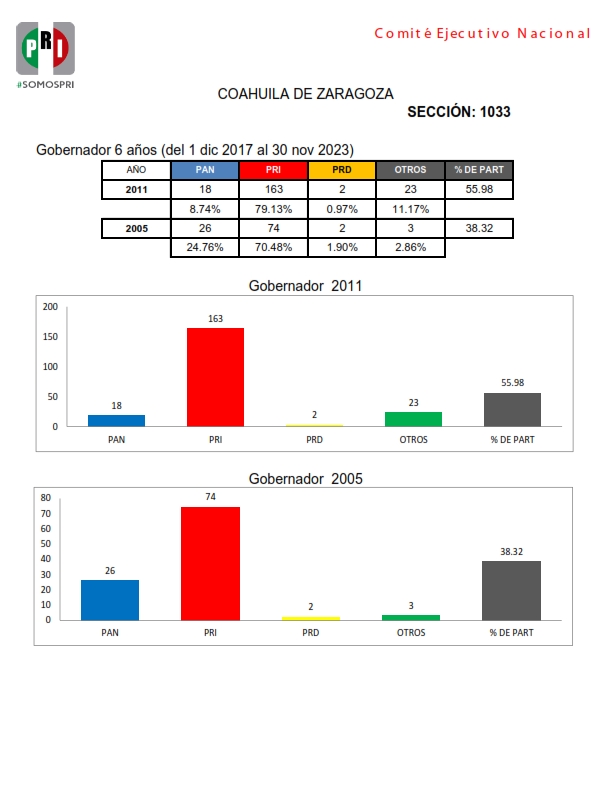 PRI
#SOMOSPRI
Comité Ejecutivo Nacional
COAHUILA DE ZARAGOZA
SECCIÓN: 1033
Gobernador 6 años (del 1 dic 2017 al 30 nov 2023)
AÑO PAN PRI PRD OTROS % DE PART
2011 18 163 2 23 55.98
8.74% 79.13% 0.97% 11.17%
2005 26 74 2 3 38.32
24.76% 70.48% 1.90% 2.86%
Gobernador 2011
200
150
100
50
0
18
163
2
23
55.98
PAN PRI PRD OTROS % DE PART
Gobernador 2005
80
70
60
50
40
30
20
10
0
26
74
2
3
38.32
PAN PRI PRD OTROS % DE PART